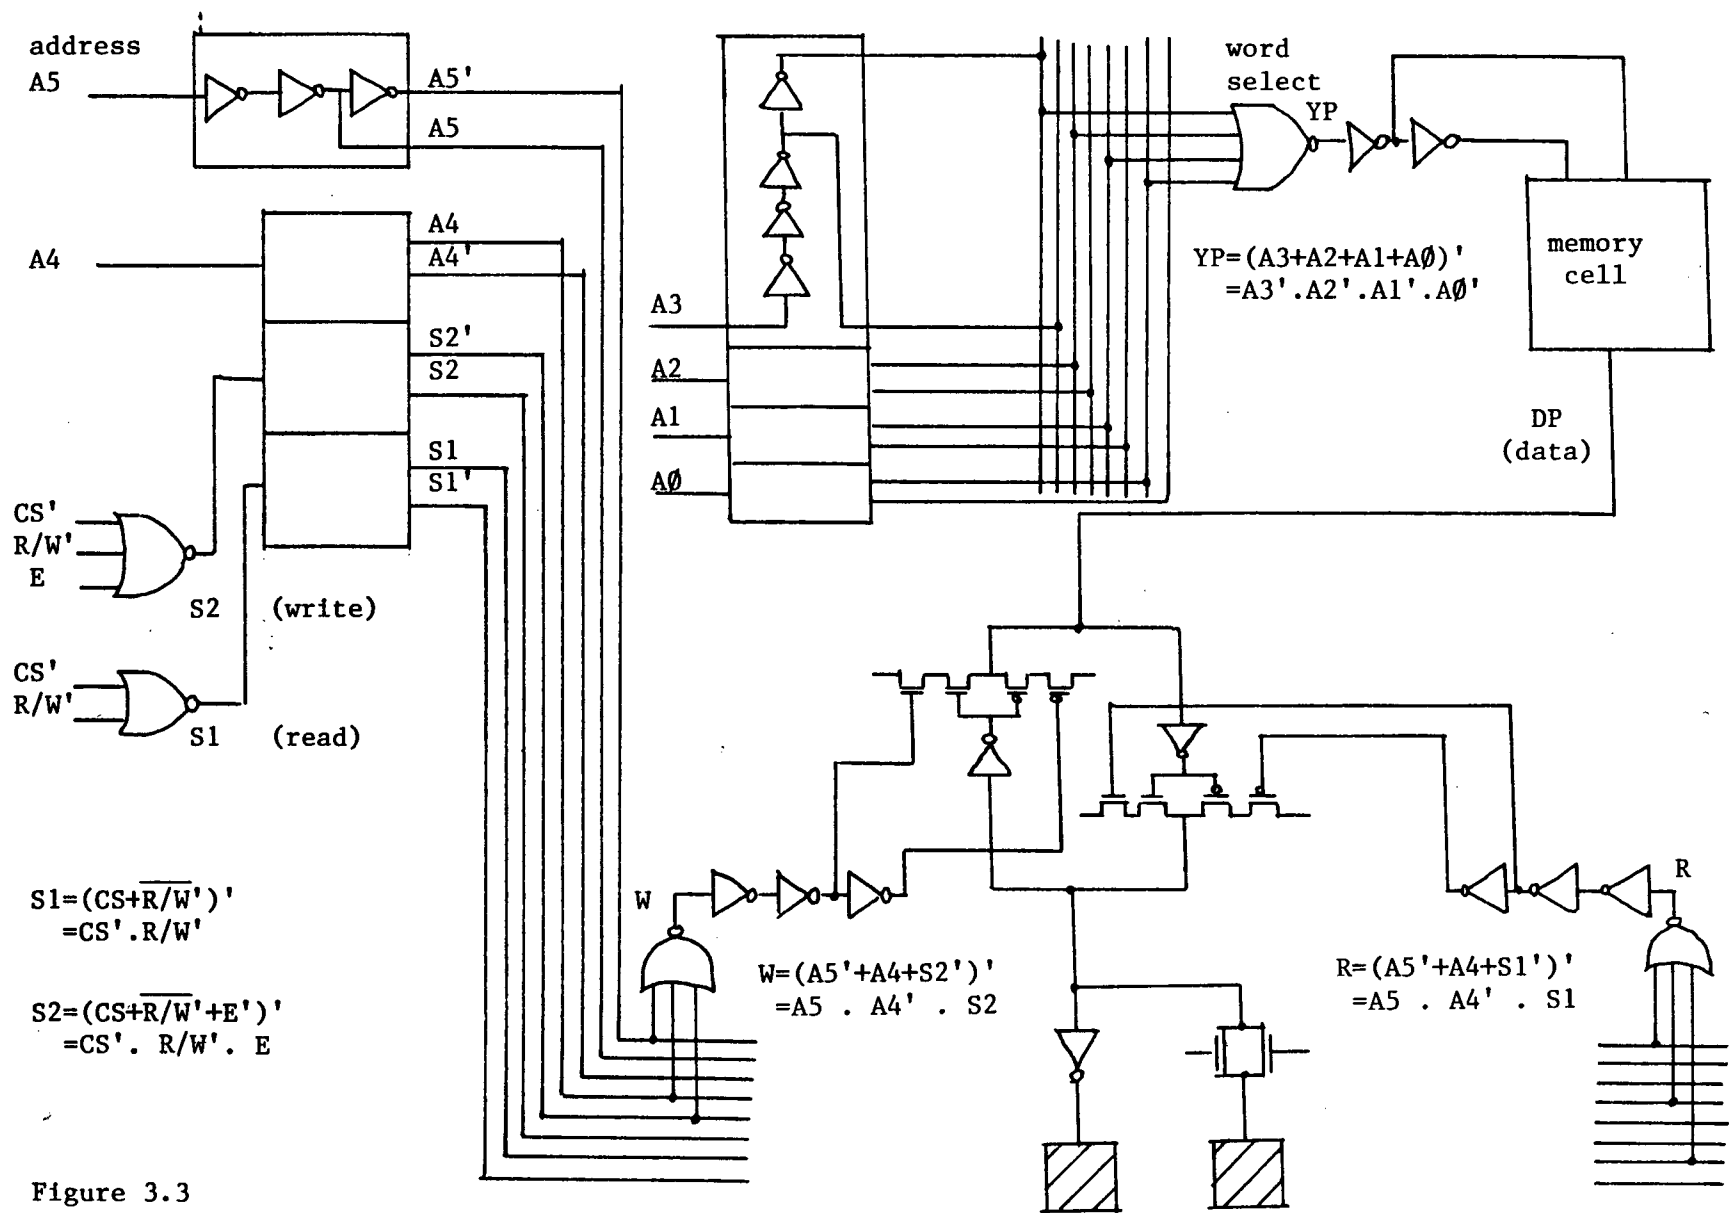 address
A5
A5'
A5
A4
A4
A4'
S2'
S2
S1
S1'
CS'
R/W'
E
S2 (write)
CS'
R/W'
S1 (read)
A3
A2
A1
AØ
word
select
YP
YP=(A3+A2+A1+AØ)'
=A3'.A2'.A1'.AØ'
memory
cell
DP
(data)
W
R
S1=(CS+R/W')'
=CS'.R/W'
S2=(CS+R/W'+E')'
=CS'. R/W'. E
W=(A5'+A4+S2')'
=A5 . A4' . S2
R=(A5'+A4+S1')'
=A5 . A4' . S1
Figure 3.3